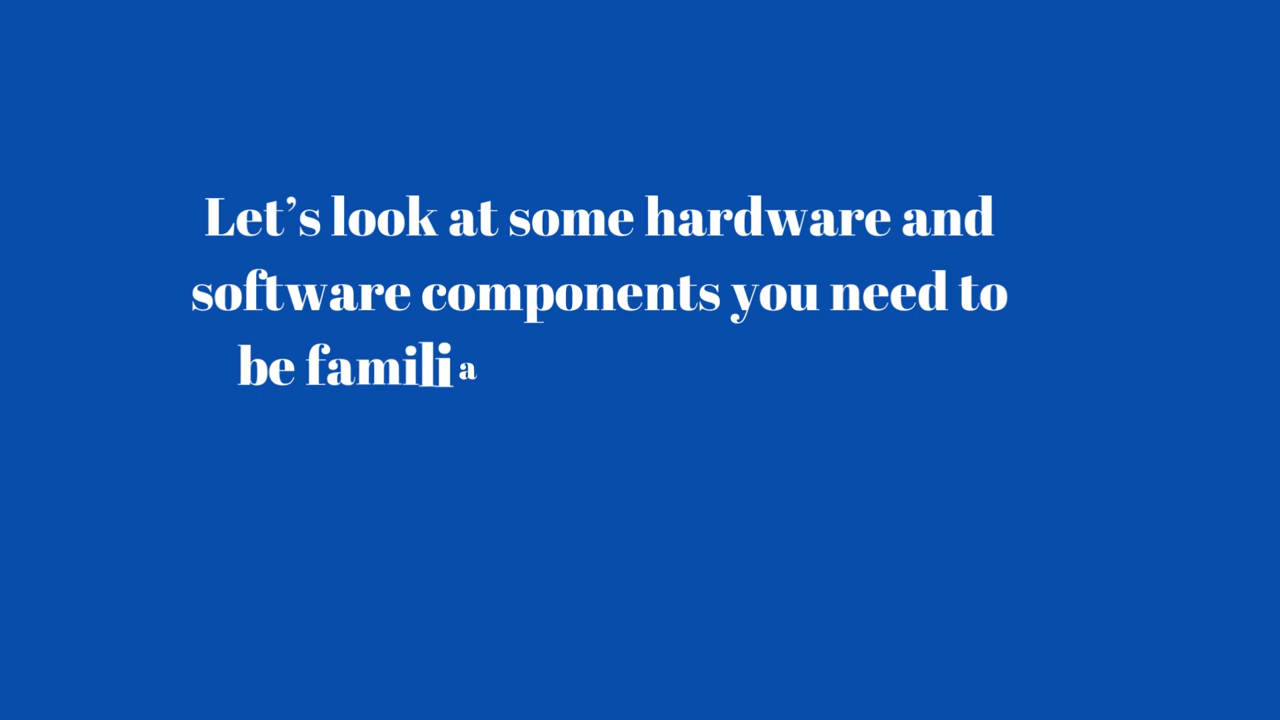 Let’s look at some hardware and
software components you need to
be familia